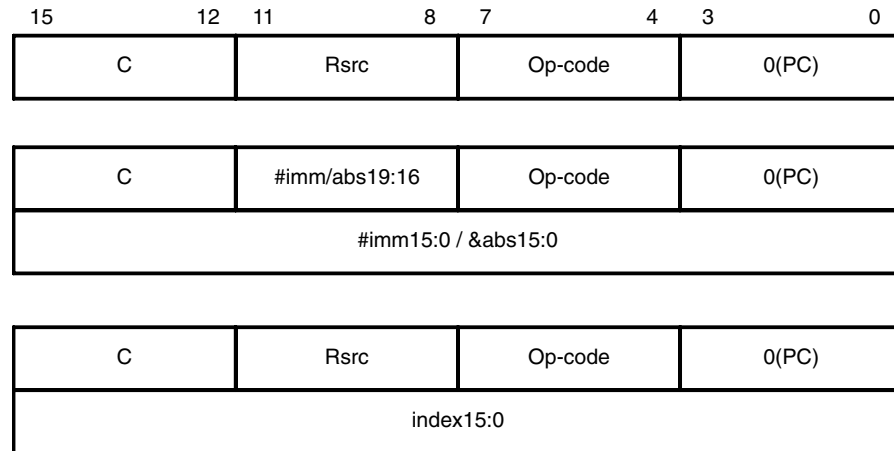 15 12 11 8 7 4 3 0
C Rsrc Op-code 0(PC)
C #imm/abs19:16 Op-code 0(PC)
#imm15:0 / &abs15:0
C Rsrc Op-code 0(PC)
index15:0